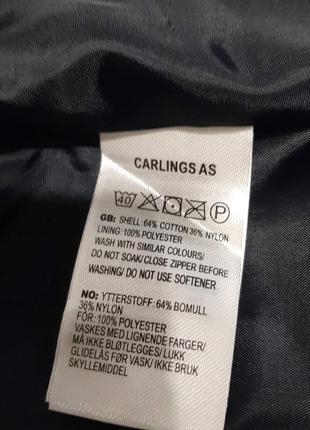 CARLINGS AS
40 P
GB: SHELL: 64% COTTON 36% NYLON
LINING: 100% POLYESTER
WASH WITH SIMILAR COLOURS/
DO NOT SOAK/ CLOSE ZIPPER BEFORE
WASHING/ DO NOT USE SOFTENER
NO: YTTERSTOFF: 64% BOMULL
36% NYLON
FÔR: 100% POLYESTER
VASKES MED LIGNENDE FARGER/
MÅ IKKE BLØTLEGGES/ LUKK
GLIDELÅS FØR VASK/ IKKE BRUK
SKYLLEMIDDEL